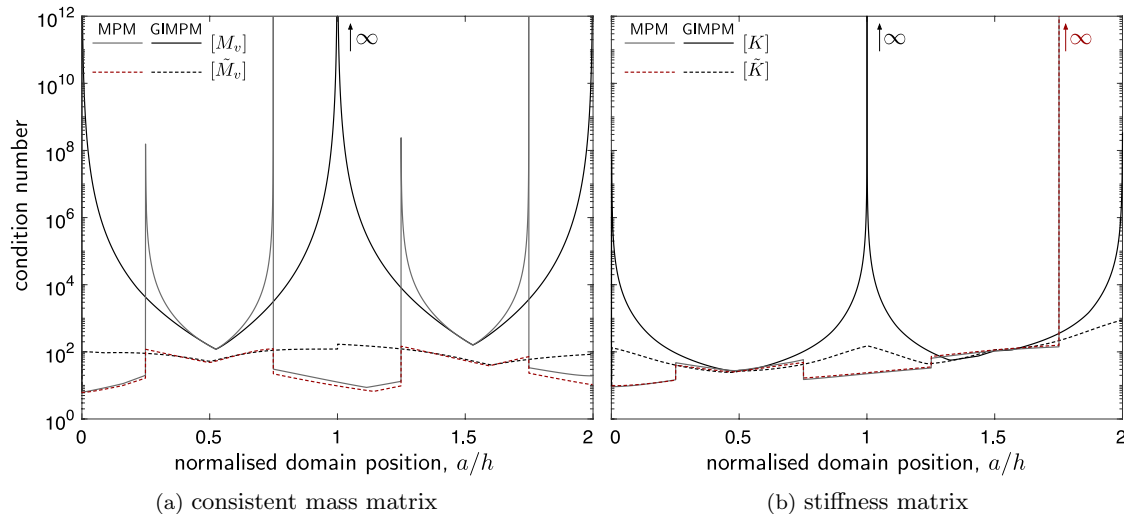 condition number
10^12
10^10
10^8
10^6
10^4
10^2
10^0
MPM GIMPM
[M_v]
[M̃_v]
∞
0 0.5 1 1.5 2
normalised domain position, a/h
(a) consistent mass matrix
MPM GIMPM
[K]
[K̃]
∞
∞
0 0.5 1 1.5 2
normalised domain position, a/h
(b) stiffness matrix